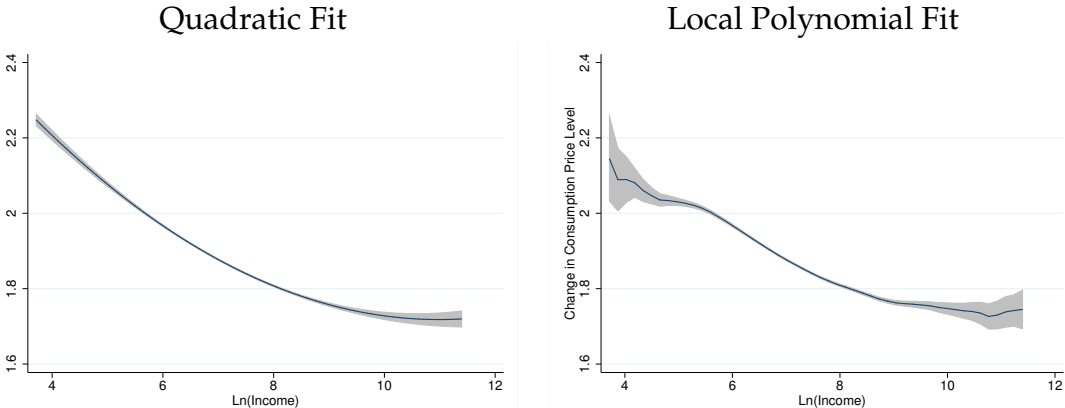 Quadratic Fit
2.4
2.2
2
1.8
1.6
4 6 8 10 12
Ln(Income)
Local Polynomial Fit
Change in Consumption Price Level
2.4
2.2
2
1.8
1.6
4 6 8 10 12
Ln(Income)